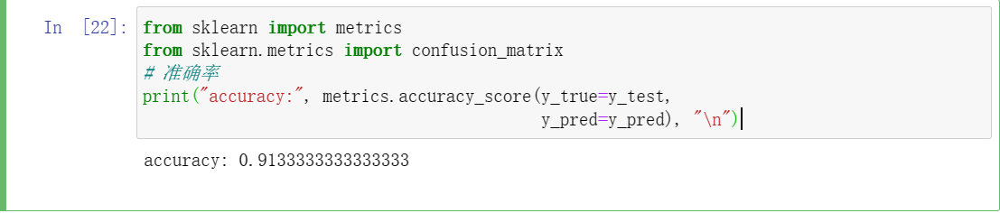 In [22]: from sklearn import metrics
from sklearn.metrics import confusion_matrix
# 准确率
print("accuracy:", metrics.accuracy_score(y_true=y_test,
y_pred=y_pred), "\n")
accuracy: 0.9133333333333333